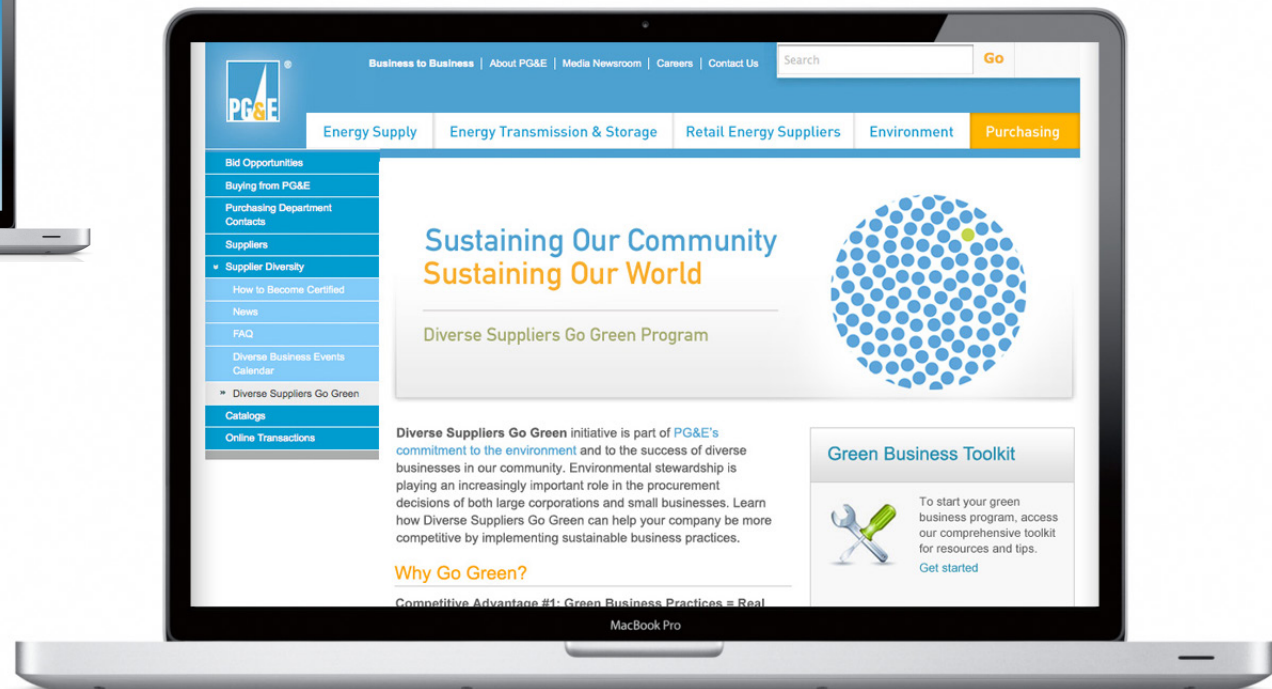 PG&E®
Business to Business | About PG&E | Media Newsroom | Careers | Contact Us
Search
Go
Energy Supply
Energy Transmission & Storage
Retail Energy Suppliers
Environment
Purchasing
Bid Opportunities
Buying from PG&E
Purchasing Department
Contacts
Suppliers
Supplier Diversity
How to Become Certified
News
FAQ
Diverse Business Events
Calendar
» Diverse Suppliers Go Green
Catalogs
Online Transactions
Sustaining Our Community
Sustaining Our World
Diverse Suppliers Go Green Program
Diverse Suppliers Go Green initiative is part of PG&E's
commitment to the environment and to the success of diverse
businesses in our community. Environmental stewardship is
playing an increasingly important role in the procurement
decisions of both large corporations and small businesses. Learn
how Diverse Suppliers Go Green can help your company be more
competitive by implementing sustainable business practices.
Why Go Green?
Competitive Advantage #1: Green Business Practices = Real
Green Business Toolkit
To start your green
business program, access
our comprehensive toolkit
for resources and tips.
Get started
MacBook Pro